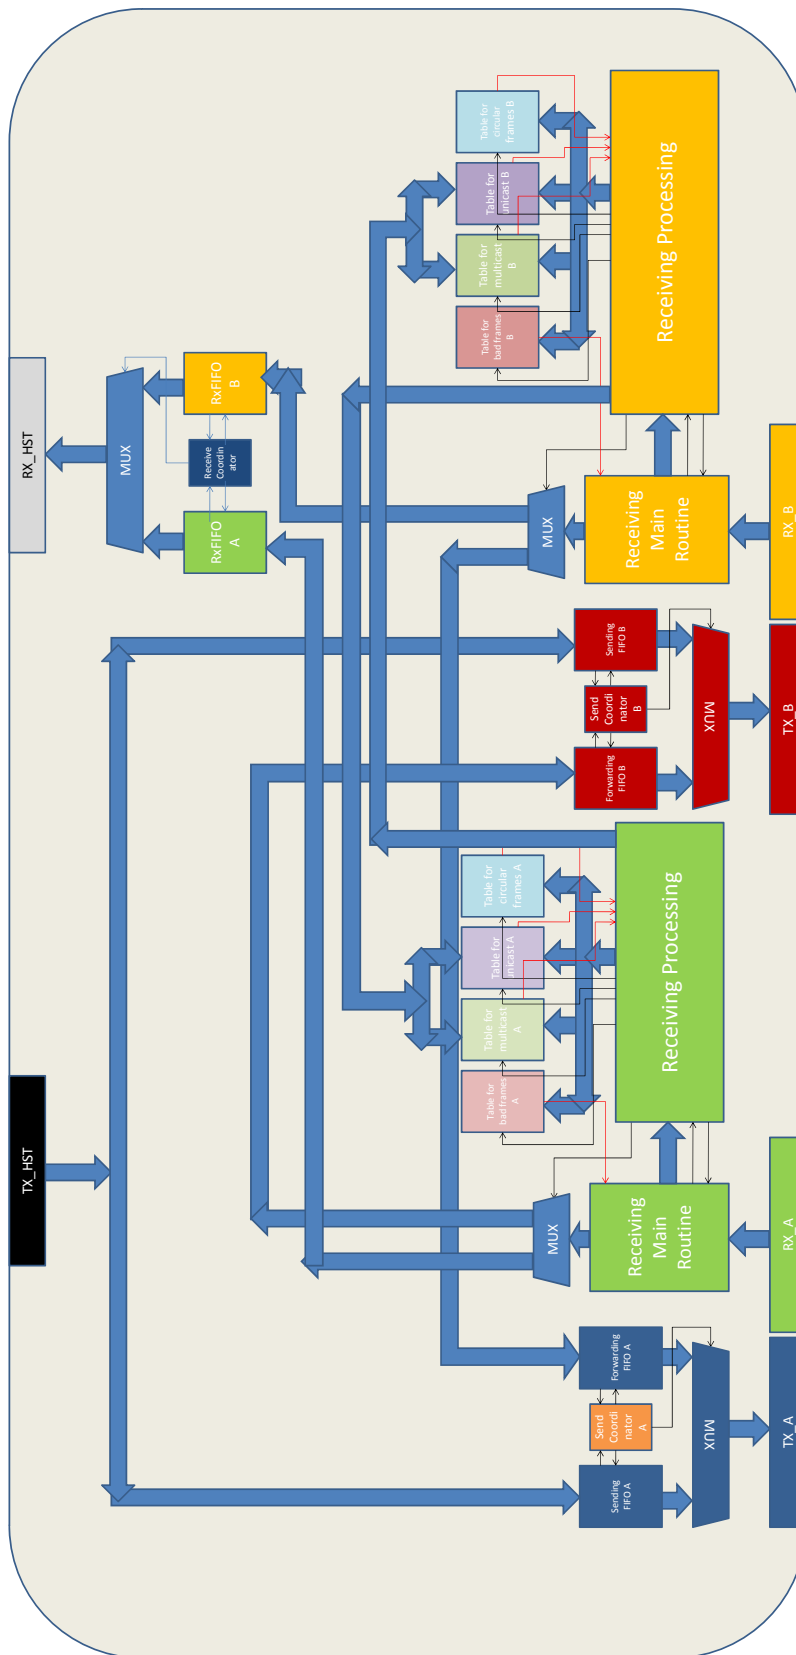 Table for
circular
frames B
Table for
unicast B
Table for
multicast
B
Table for
bad frames
B
Receiving Processing
RX_HST
MUX
RxFIFO
B
Receive
Coordin
ator
RxFIFO
A
MUX
Receiving
Main
Routine
RX_B
Sending
FIFO B
Send
Coordi
nator
B
Forwarding
FIFO B
MUX
TX_B
Table for
circular
frames A
Table for
unicast A
Table for
multicast
A
Table for
bad frames
A
Receiving Processing
TX_HST
MUX
Receiving
Main
Routine
RX_A
Forwarding
FIFO A
Send
Coordi
nator
A
Sending
FIFO A
MUX
TX_A